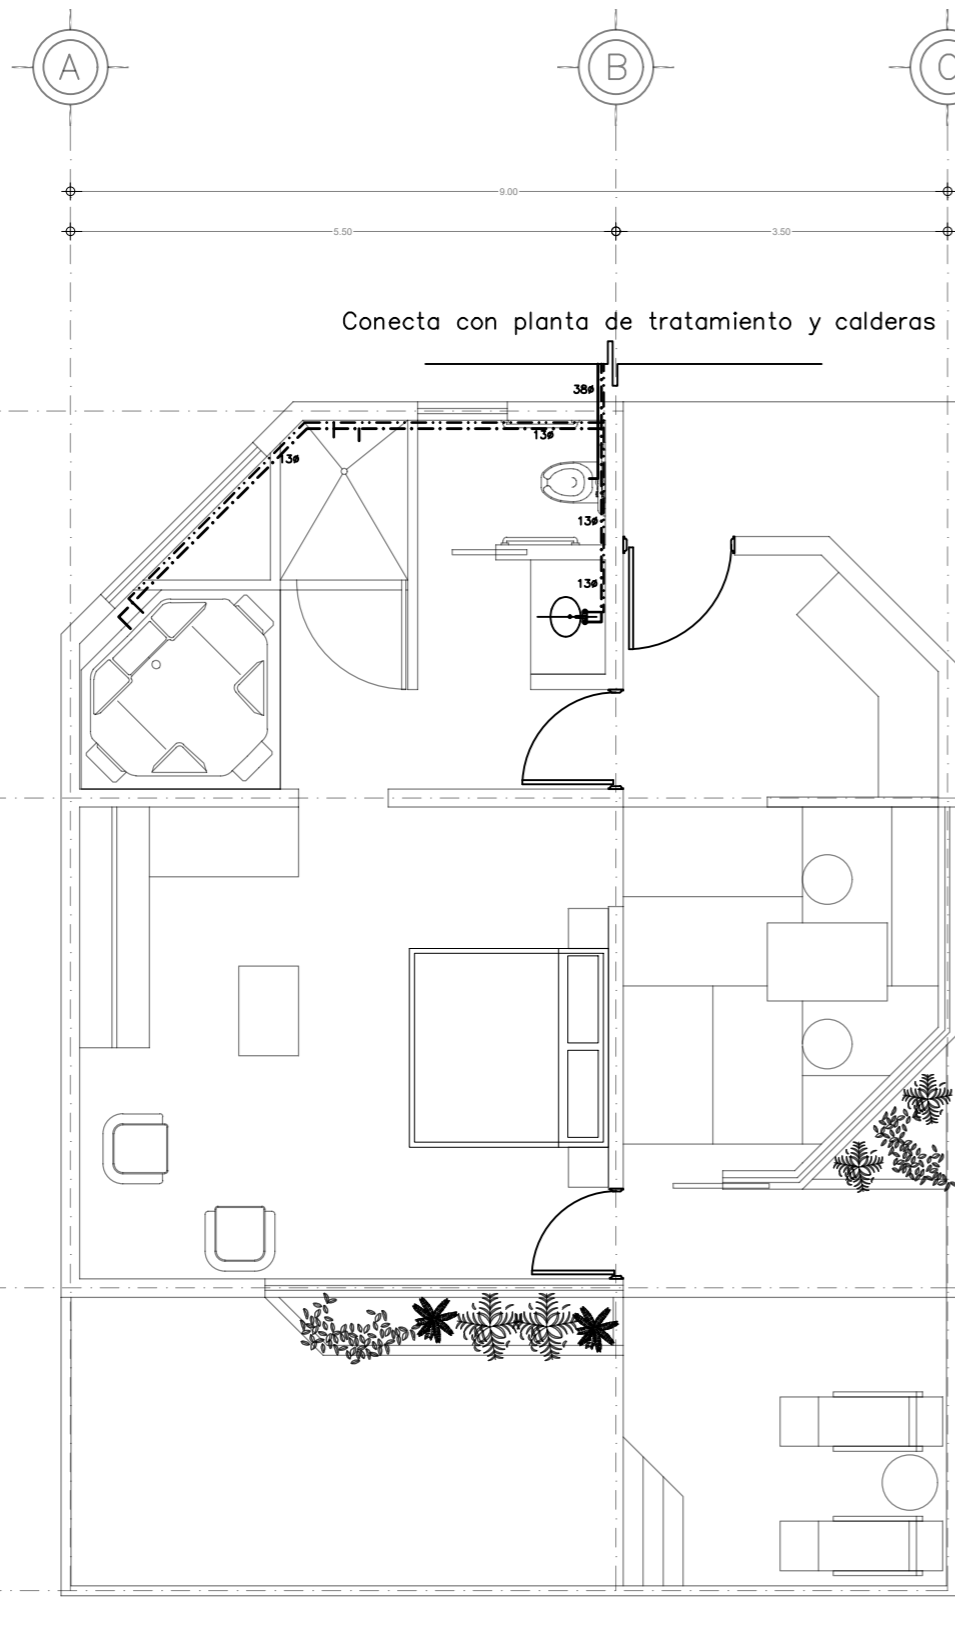 A B C
9.00
5.50 3.50
Conecta con planta de tratamiento y calderas
38ø
13ø
13ø
13ø
13ø